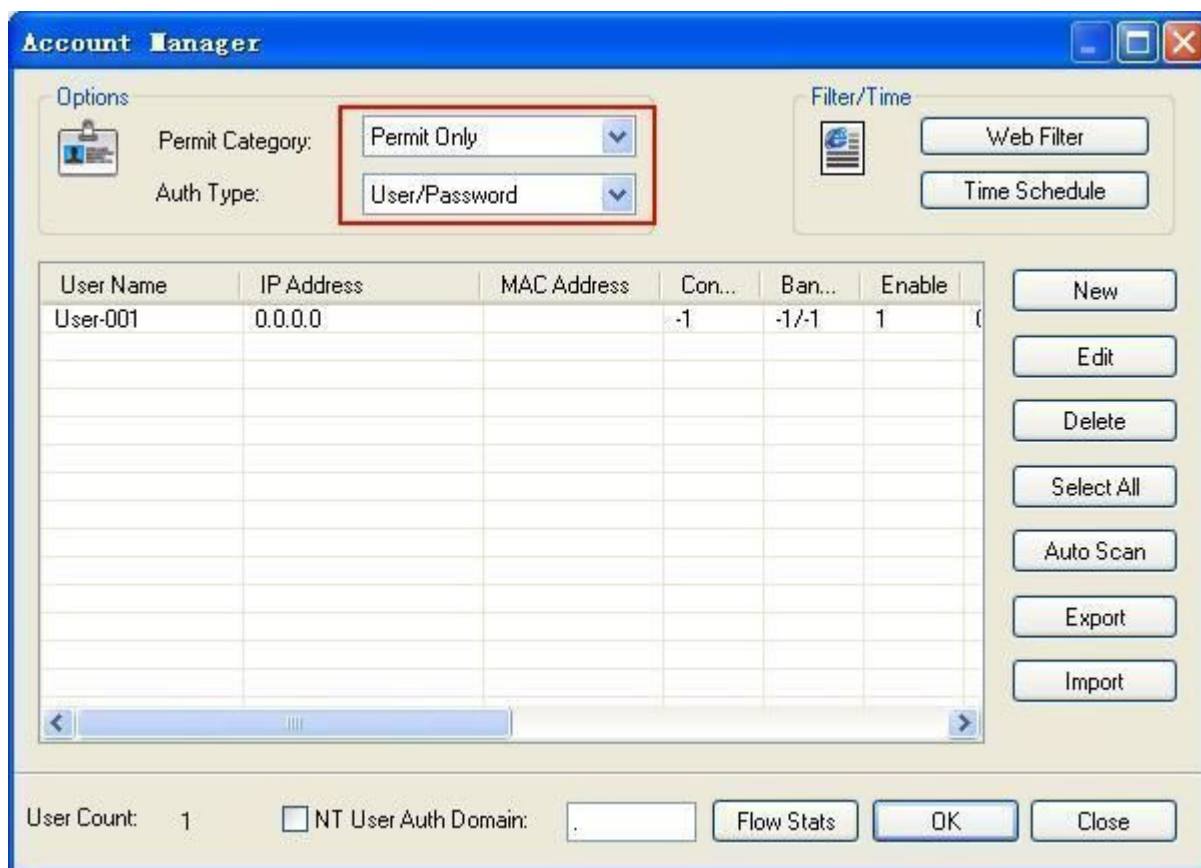 Account Manager
Options
Filter/Time
Permit Category: Permit Only
Web Filter
Auth Type: User/Password
Time Schedule
User Name IP Address MAC Address Con... Ban... Enable
User-001 0.0.0.0 -1 -1/-1 1
New
Edit
Delete
Select All
Auto Scan
Export
Import
User Count: 1 NT User Auth Domain: . Flow Stats OK Close